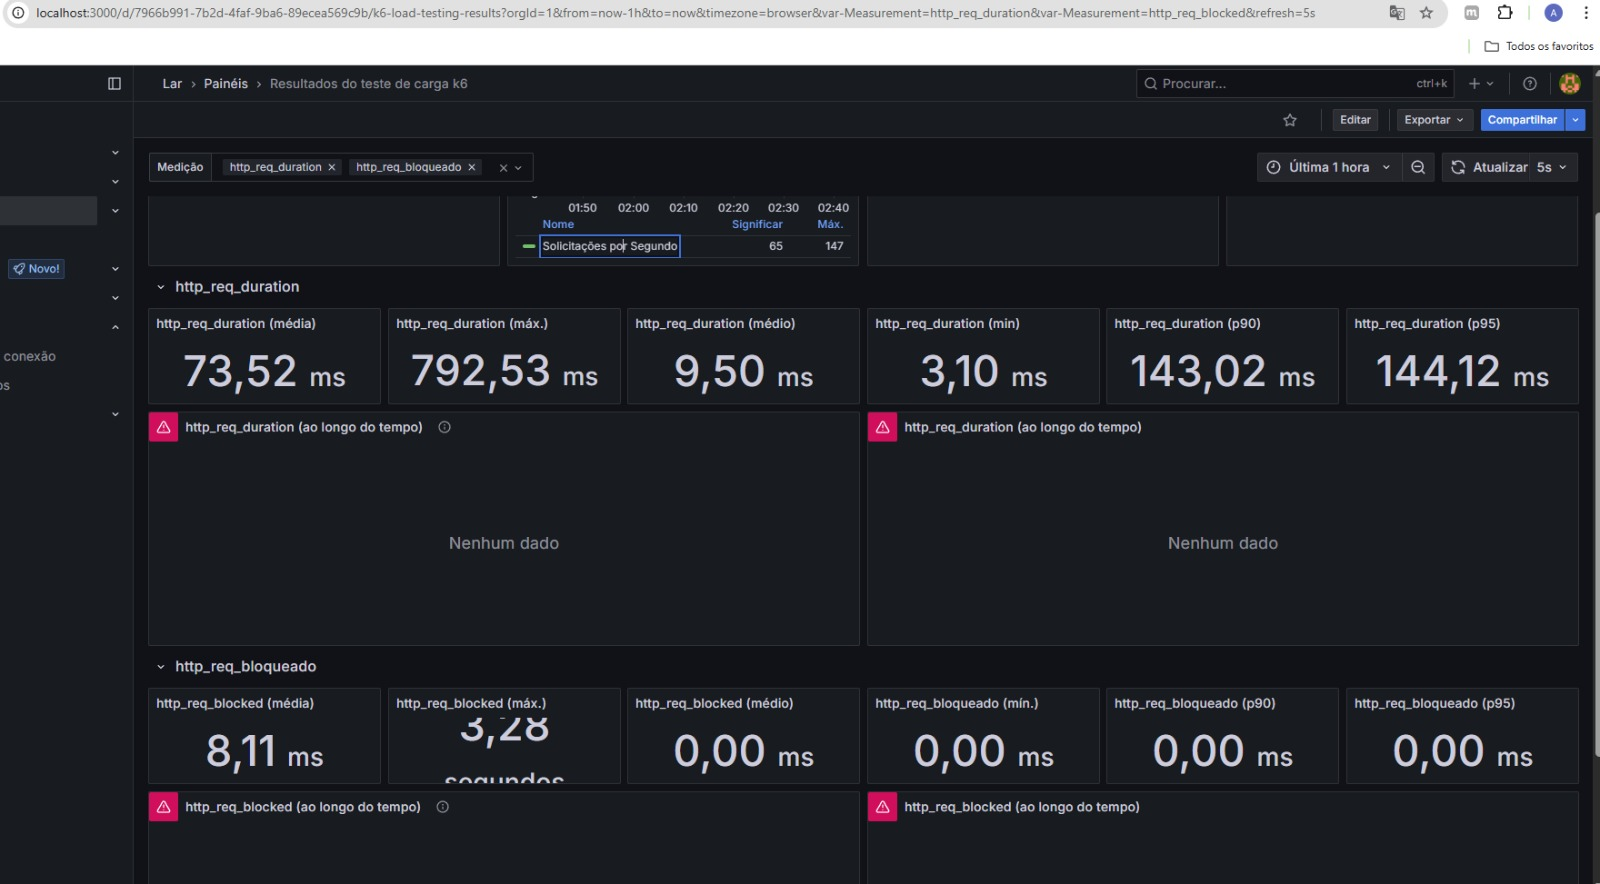 localhost:3000/d/7966b991-7b2d-4faf-9ba6-89ecea569c9b/k6-load-testing-results?orgId=1&from=now-1h&to=now&timezone=browser&var-Measurement=http_req_duration&var-Measurement=http_req_blocked&refresh=5s
A
Todos os favoritos
Lar › Painéis › Resultados do teste de carga k6
Procurar... ctrl+k
Editar Exportar Compartilhar
Medição http_req_duration × http_req_bloqueado ×
Última 1 hora Atualizar 5s
01:50 02:00 02:10 02:20 02:30 02:40
Nome Significar Máx.
Solicitações por Segundo 65 147
Novo!
conexão
os
http_req_duration
http_req_duration (média) http_req_duration (máx.) http_req_duration (médio) http_req_duration (min) http_req_duration (p90) http_req_duration (p95)
73,52 ms 792,53 ms 9,50 ms 3,10 ms 143,02 ms 144,12 ms
http_req_duration (ao longo do tempo) http_req_duration (ao longo do tempo)
Nenhum dado Nenhum dado
http_req_bloqueado
http_req_blocked (média) http_req_blocked (máx.) http_req_blocked (médio) http_req_bloqueado (mín.) http_req_bloqueado (p90) http_req_bloqueado (p95)
8,11 ms 3,28 segundos 0,00 ms 0,00 ms 0,00 ms 0,00 ms
http_req_blocked (ao longo do tempo) http_req_blocked (ao longo do tempo)